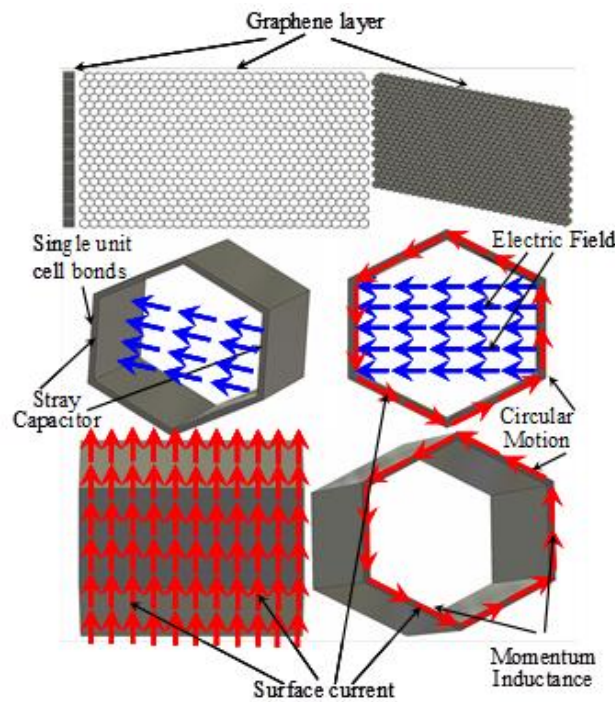 Graphene layer
Single unit
cell bonds
Electric Field
Stray
Capacitor
Circular
Motion
Momentum
Inductance
Surface current